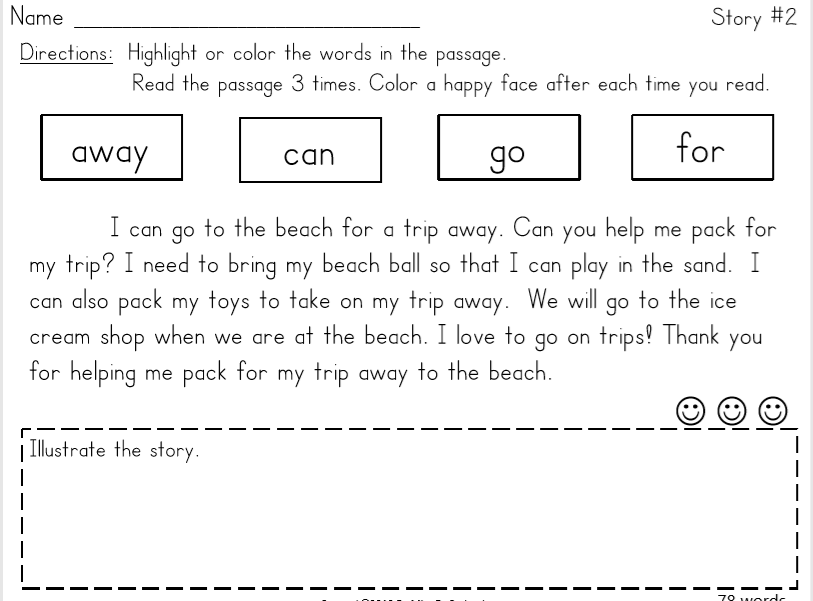 Name
Story #2
Directions: Highlight or color the words in the passage.
Read the passage 3 times. Color a happy face after each time you read.
away can go for
I can go to the beach for a trip away. Can you help me pack for
my trip? I need to bring my beach ball so that I can play in the sand. I
can also pack my toys to take on my trip away. We will go to the ice
cream shop when we are at the beach. I love to go on trips! Thank you
for helping me pack for my trip away to the beach.
Illustrate the story.
78 words